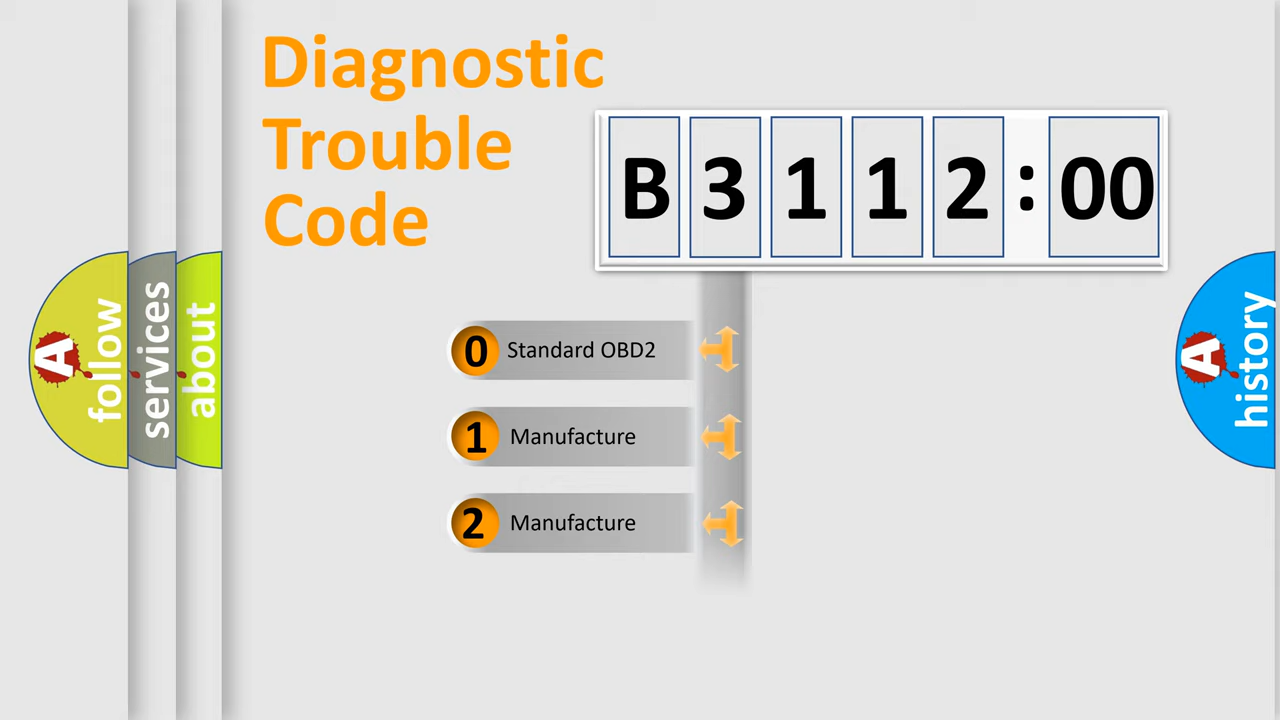 Diagnostic
Trouble
Code
B 3 1 1 2 : 00
0 Standard OBD2
1 Manufacture
2 Manufacture
A follow
services
about
A history